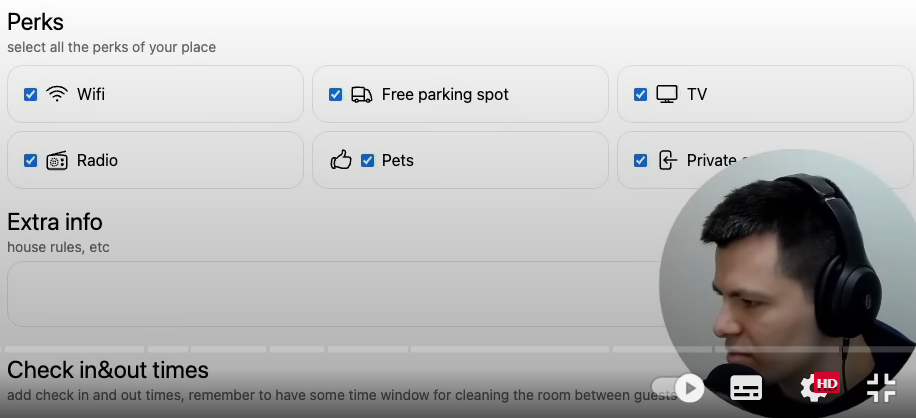 Perks
select all the perks of your place
Wifi
Free parking spot
TV
Radio
Pets
Private
Extra info
house rules, etc
Check in&out times
add check in and out times, remember to have some time window for cleaning the room between guests
HD